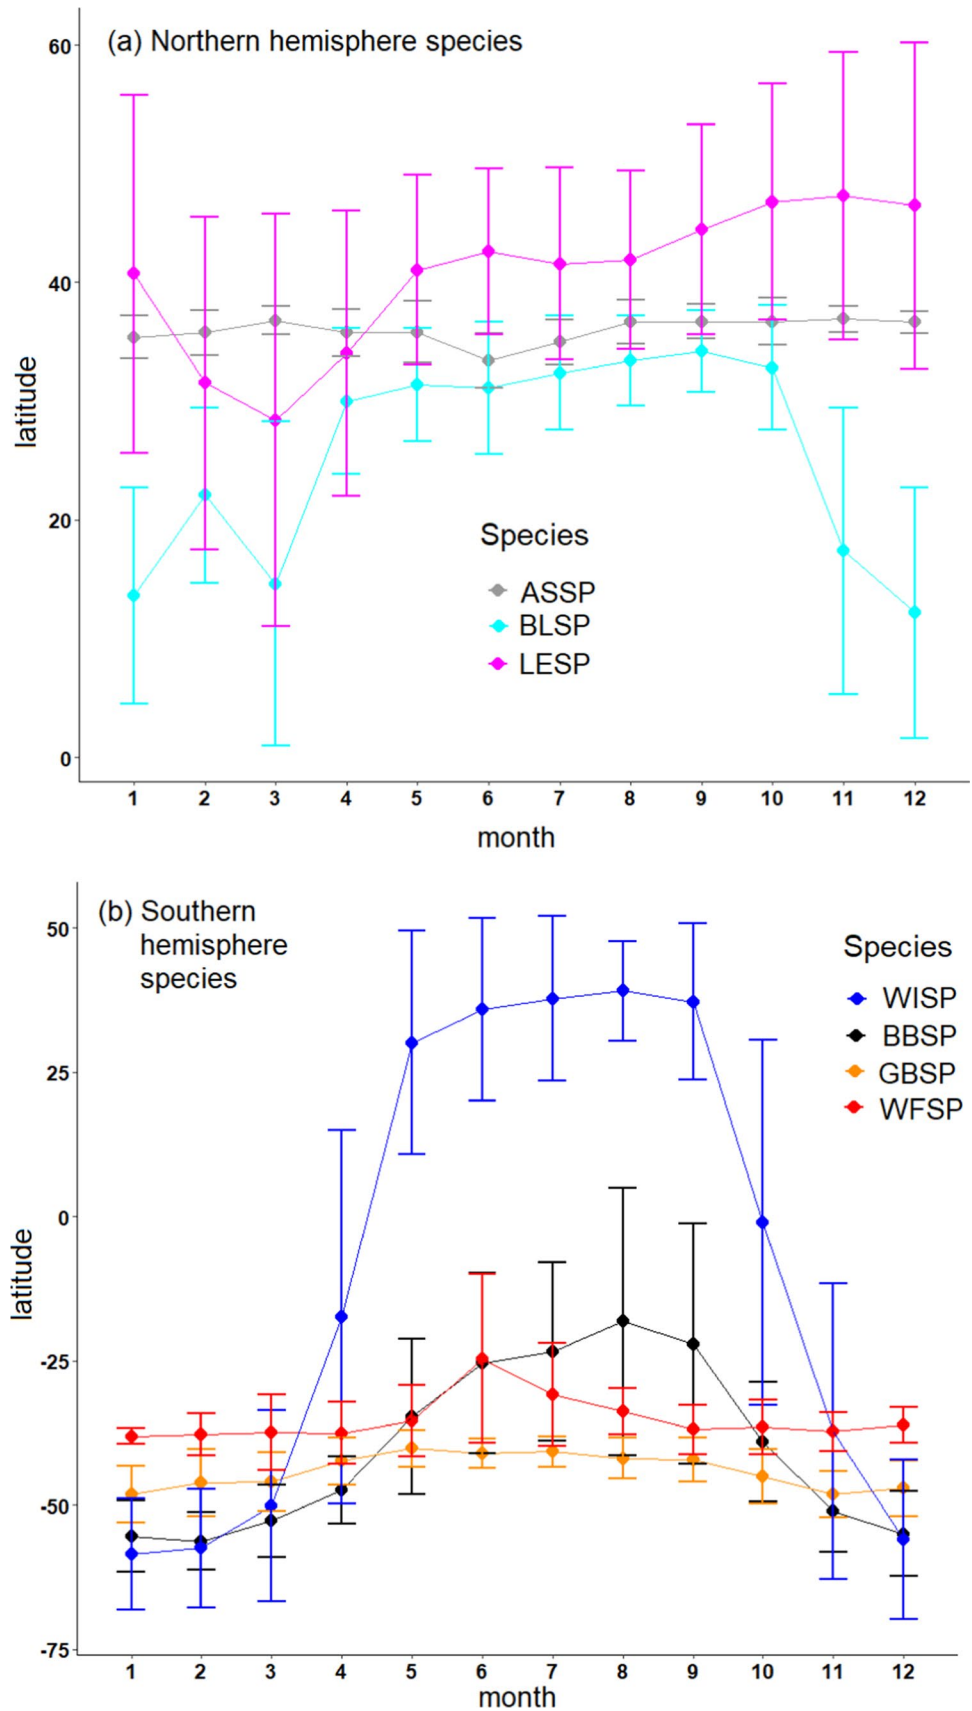 (a) Northern hemisphere species
60
40
20
0
latitude
Species
ASSP
BLSP
LESP
1 2 3 4 5 6 7 8 9 10 11 12
month
(b) Southern
hemisphere
species
50
25
0
-25
-50
-75
latitude
Species
WISP
BBSP
GBSP
WFSP
1 2 3 4 5 6 7 8 9 10 11 12
month